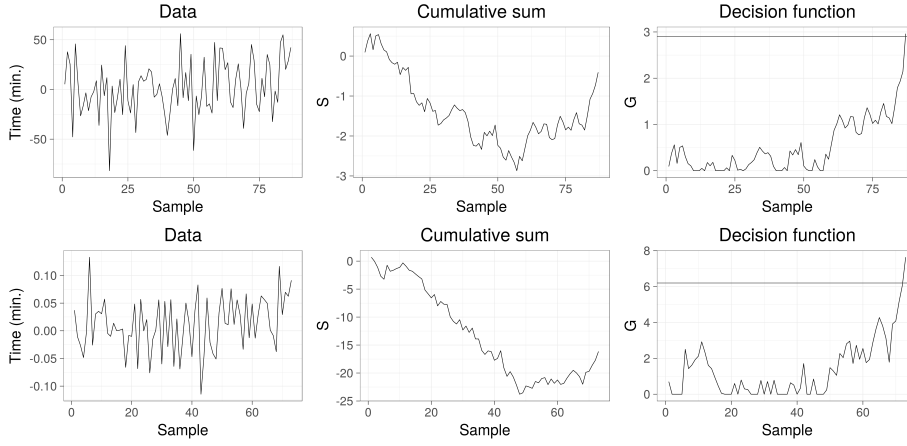 Data
Cumulative sum
Decision function
Time (min.)
50
0
-50
0
25
50
75
Sample
S
0
-1
-2
-3
0
25
50
75
Sample
G
3
2
1
0
0
25
50
75
Sample
Data
Cumulative sum
Decision function
Time (min.)
0.10
0.05
0.00
-0.05
-0.10
0
20
40
60
Sample
S
0
-5
-10
-15
-20
-25
0
20
40
60
Sample
G
8
6
4
2
0
0
20
40
60
Sample